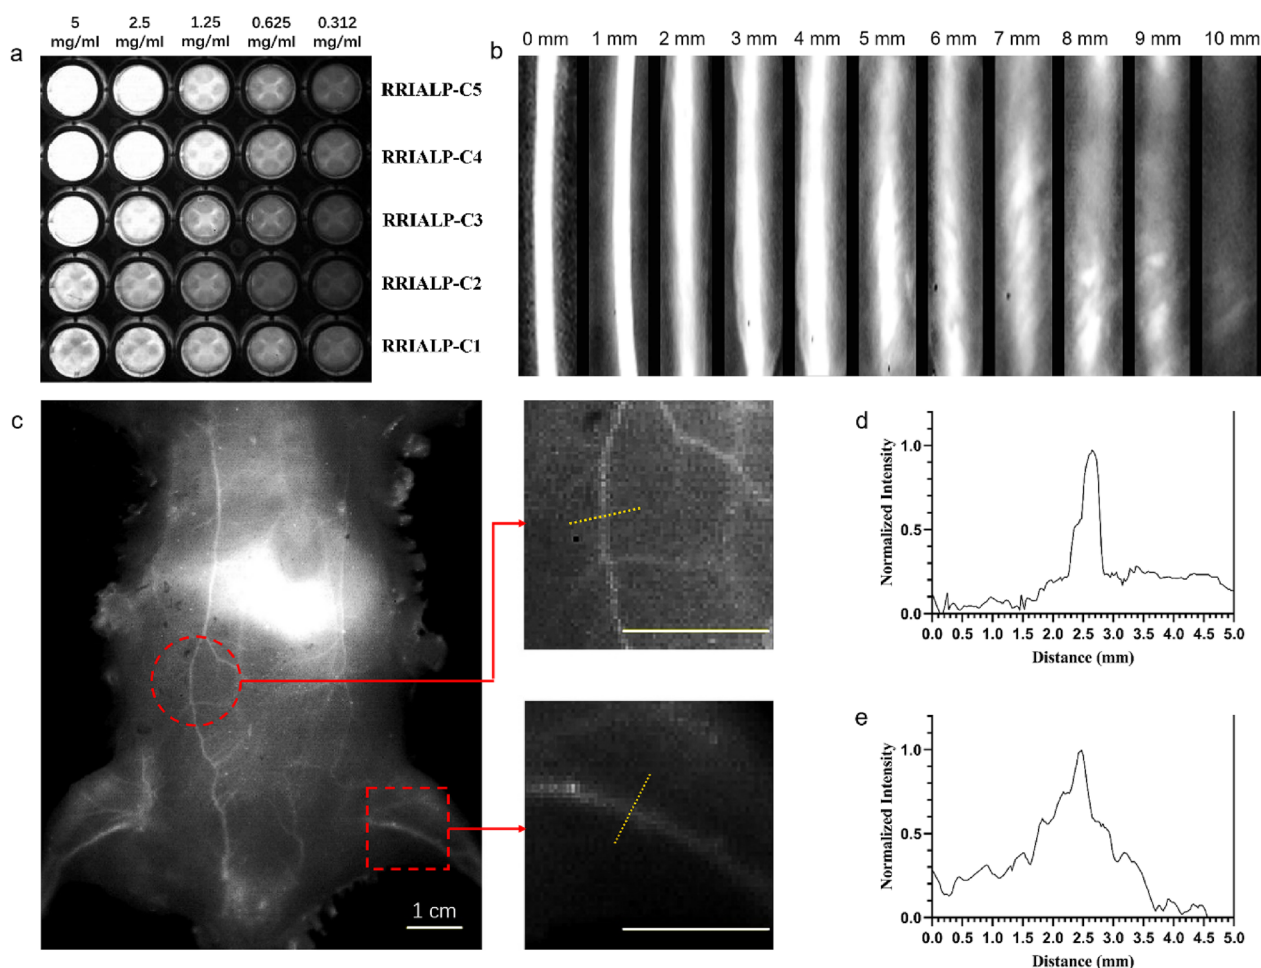 a
5 2.5 1.25 0.625 0.312
mg/ml mg/ml mg/ml mg/ml mg/ml
RRIALP-C5
RRIALP-C4
RRIALP-C3
RRIALP-C2
RRIALP-C1
b
0 mm 1 mm 2 mm 3 mm 4 mm 5 mm 6 mm 7 mm 8 mm 9 mm 10 mm
c
1 cm
d
Normalized Intensity
1.0
0.5
0.0
0.0 0.5 1.0 1.5 2.0 2.5 3.0 3.5 4.0 4.5 5.0
Distance (mm)
e
Normalized Intensity
1.0
0.5
0.0
0.0 0.5 1.0 1.5 2.0 2.5 3.0 3.5 4.0 4.5 5.0
Distance (mm)